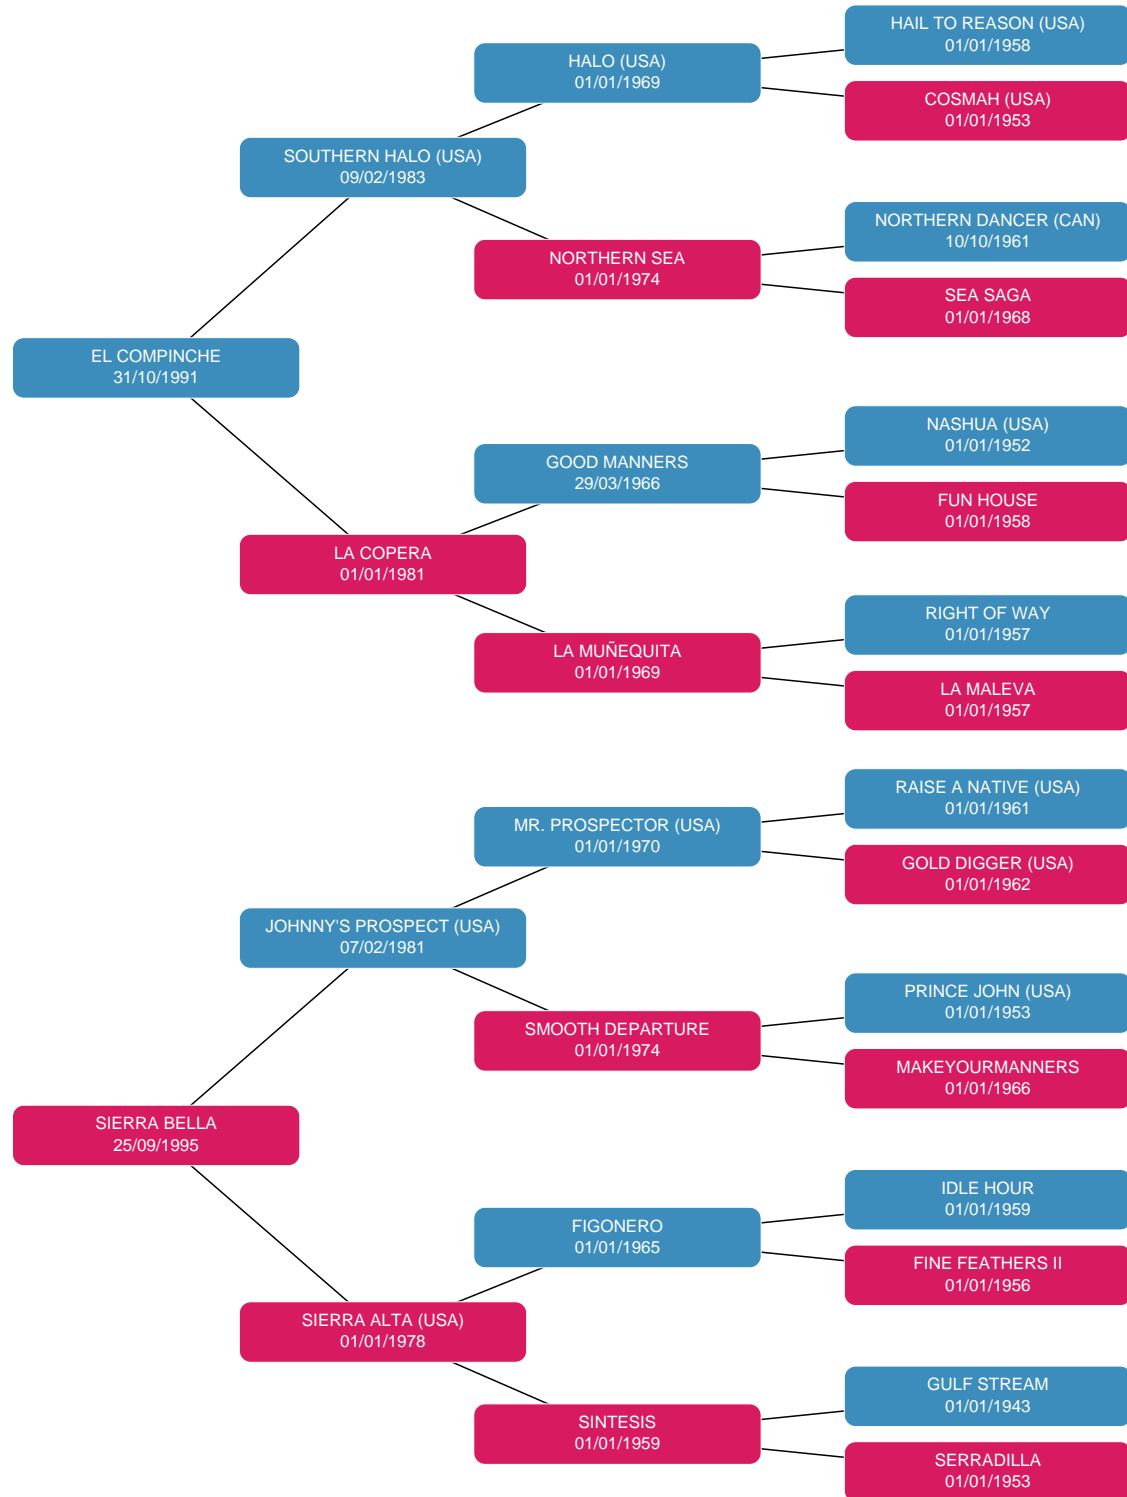 HAIL TO REASON (USA)
01/01/1958
HALO (USA)
01/01/1969
COSMAH (USA)
01/01/1953
SOUTHERN HALO (USA)
09/02/1983
NORTHERN DANCER (CAN)
10/10/1961
NORTHERN SEA
01/01/1974
SEA SAGA
01/01/1968
EL COMPINCHE
31/10/1991
NASHUA (USA)
01/01/1952
GOOD MANNERS
29/03/1966
FUN HOUSE
01/01/1958
LA COPERA
01/01/1981
RIGHT OF WAY
01/01/1957
LA MUÑEQUITA
01/01/1969
LA MALEVA
01/01/1957
RAISE A NATIVE (USA)
01/01/1961
MR. PROSPECTOR (USA)
01/01/1970
GOLD DIGGER (USA)
01/01/1962
JOHNNY'S PROSPECT (USA)
07/02/1981
PRINCE JOHN (USA)
01/01/1953
SMOOTH DEPARTURE
01/01/1974
MAKEYOURMANNERS
01/01/1966
SIERRA BELLA
25/09/1995
IDLE HOUR
01/01/1959
FIGONERO
01/01/1965
FINE FEATHERS II
01/01/1956
SIERRA ALTA (USA)
01/01/1978
GULF STREAM
01/01/1943
SINTESIS
01/01/1959
SERRADILLA
01/01/1953